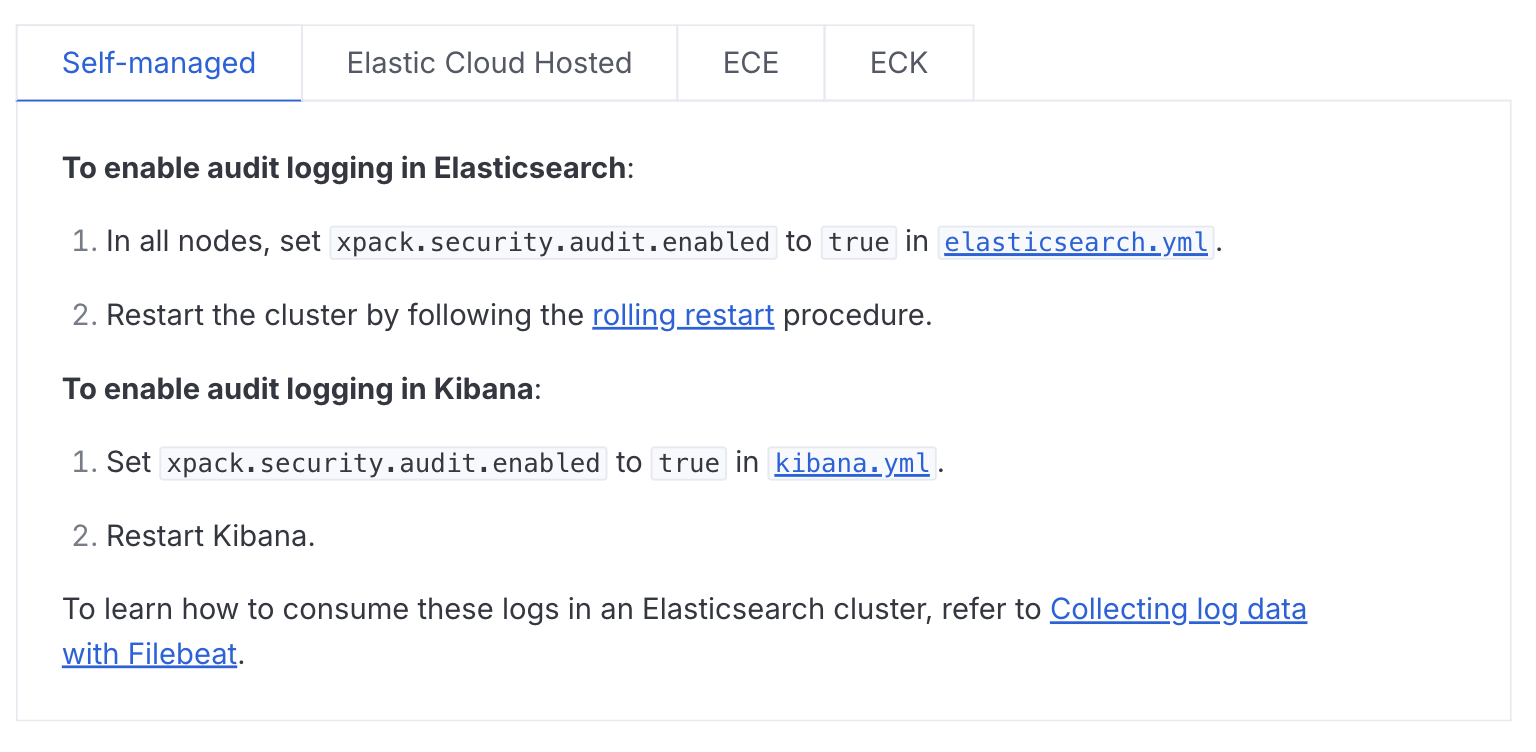 Self-managed Elastic Cloud Hosted ECE ECK
To enable audit logging in Elasticsearch:
1. In all nodes, set xpack.security.audit.enabled to true in elasticsearch.yml.
2. Restart the cluster by following the rolling restart procedure.
To enable audit logging in Kibana:
1. Set xpack.security.audit.enabled to true in kibana.yml.
2. Restart Kibana.
To learn how to consume these logs in an Elasticsearch cluster, refer to Collecting log data
with Filebeat.